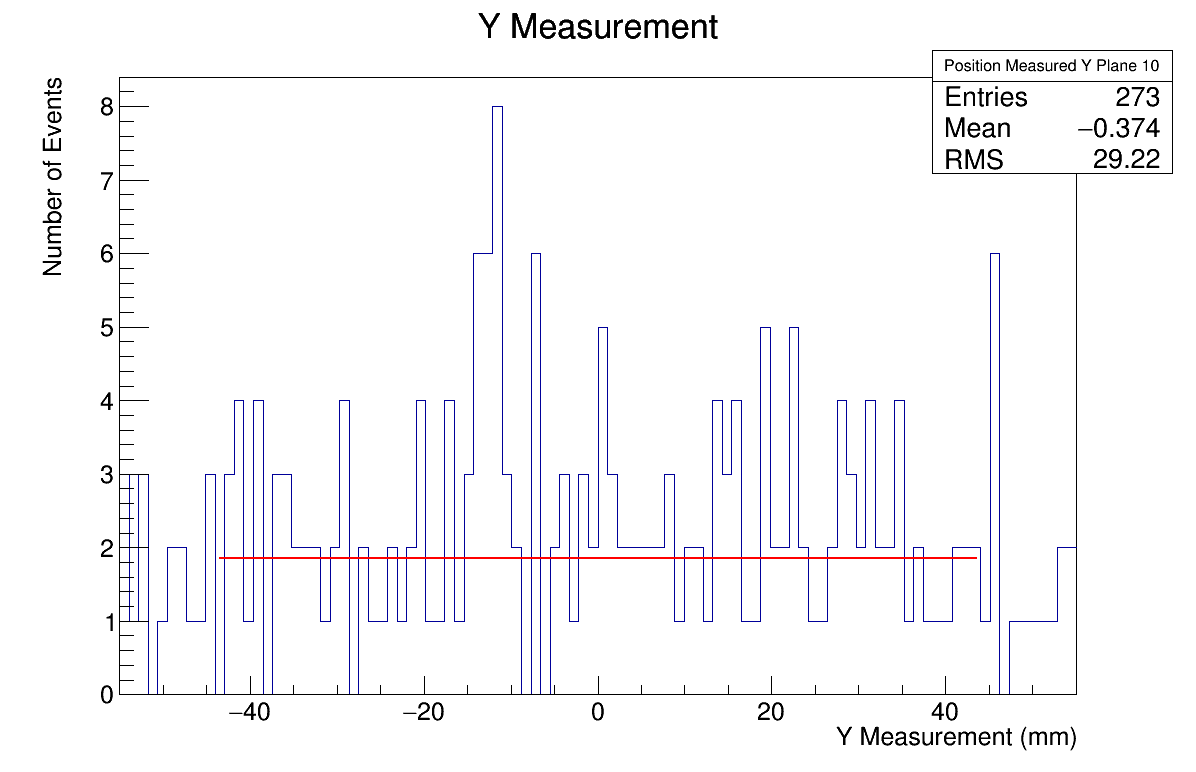 Y Measurement
Position Measured Y Plane 10
Entries 273
Mean −0.374
RMS 29.22
Number of Events
8
7
6
5
4
3
2
1
0
−40 −20 0 20 40
Y Measurement (mm)